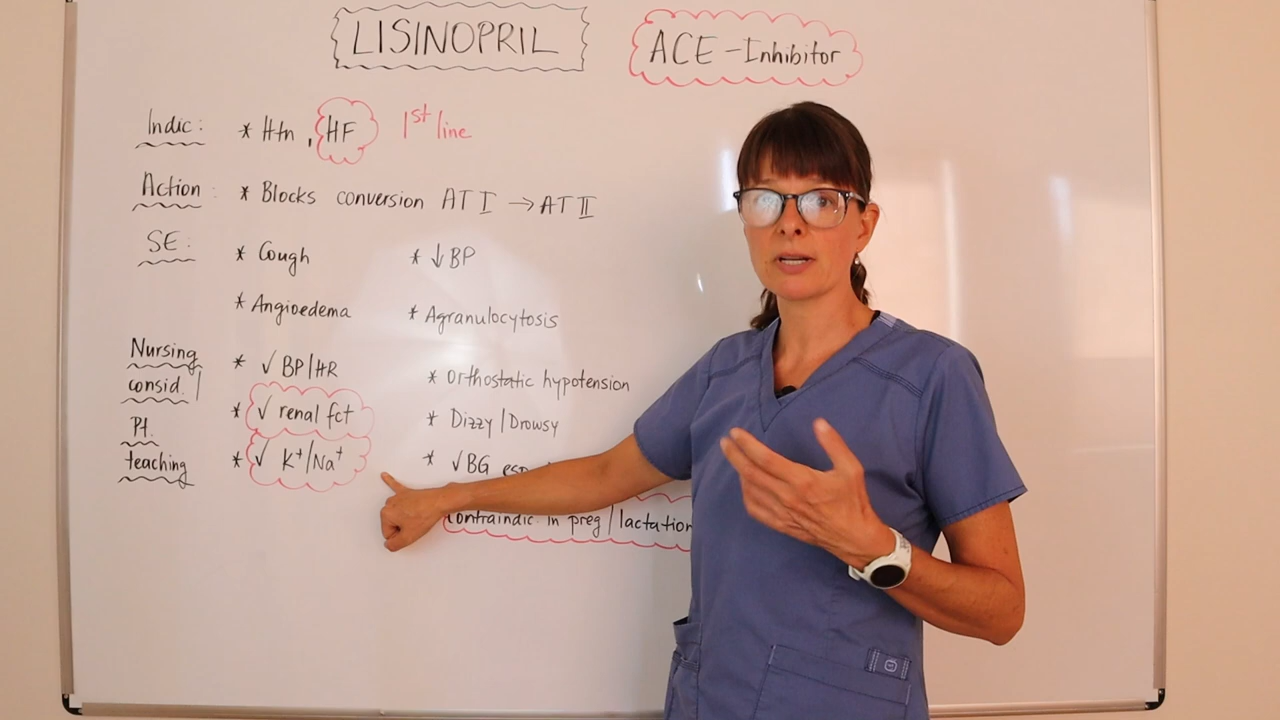 LISINOPRIL
ACE-Inhibitor
Indic: * Htn, HF 1st line
Action: * Blocks conversion AT I → AT II
SE: * Cough * ↓ BP
* Angioedema * Agranulocytosis
Nursing consid./ Pt. teaching
* √ BP/HR * Orthostatic hypotension
* √ renal fct * Dizzy/Drowsy
* √ K+/Na+ * √BG
Contraindic. in preg/lactation